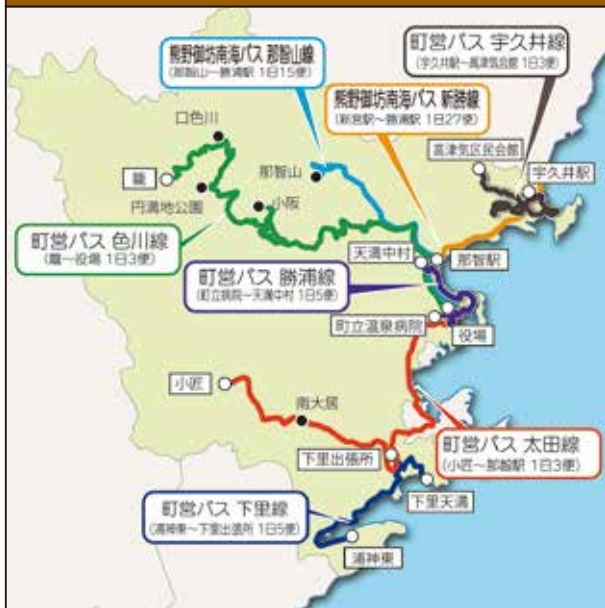 熊野御坊南海バス 那智山線
(那智山～勝浦駅 1日15便)
町営バス 宇久井線
(宇久井駅～高津気会館 1日3便)
熊野御坊南海バス 新勝線
(新宮駅～勝浦駅 1日27便)
口色川
高津気区民会館
宇久井駅
籠
那智山
円満地公園
小阪
町営バス 色川線
(籠～役場 1日3便)
天満中村
那智駅
町営バス 勝浦線
(町立病院～天満中村 1日5便)
町立温泉病院
役場
小匠
南大居
下里出張所
町営バス 太田線
(小匠～那智駅 1日3便)
町営バス 下里線
(浦神東～下里出張所 1日5便)
下里天満
浦神東